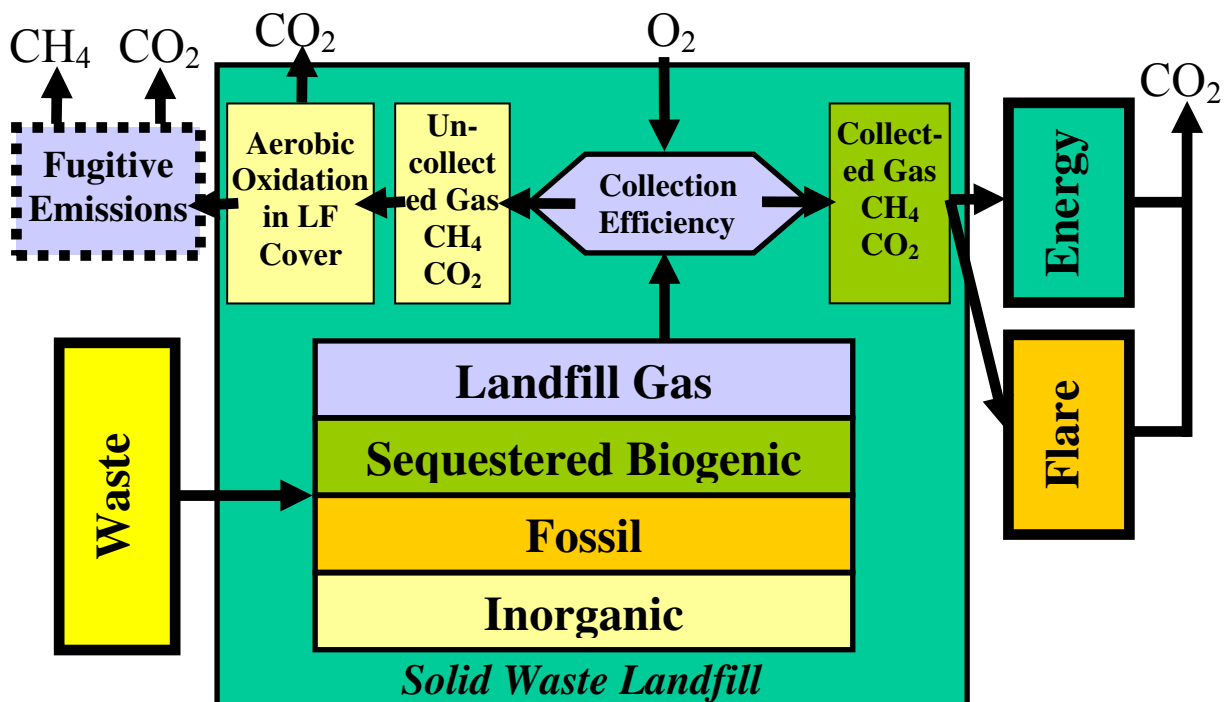 CH₄
CO₂
CO₂
O₂
CO₂
Fugitive
Emissions
Aerobic
Oxidation
in LF
Cover
Un-
collect
ed Gas
CH₄
CO₂
Collection
Efficiency
Collect-
ed Gas
CH₄
CO₂
Energy
Flare
Waste
Landfill Gas
Sequestered Biogenic
Fossil
Inorganic
Solid Waste Landfill